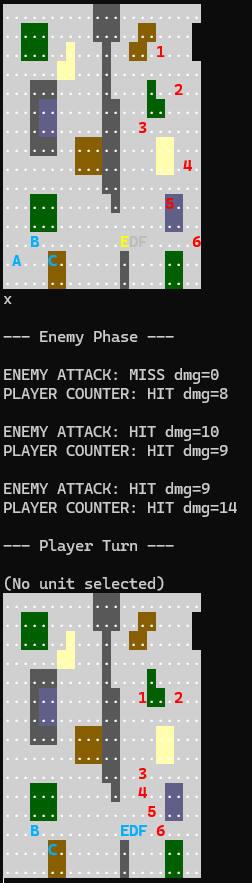 1
2
3
4
5
B EDF 6
A C
x
--- Enemy Phase ---
ENEMY ATTACK: MISS dmg=0
PLAYER COUNTER: HIT dmg=8
ENEMY ATTACK: HIT dmg=10
PLAYER COUNTER: HIT dmg=9
ENEMY ATTACK: HIT dmg=9
PLAYER COUNTER: HIT dmg=14
--- Player Turn ---
(No unit selected)
1 2
3
4
5
B EDF 6
C